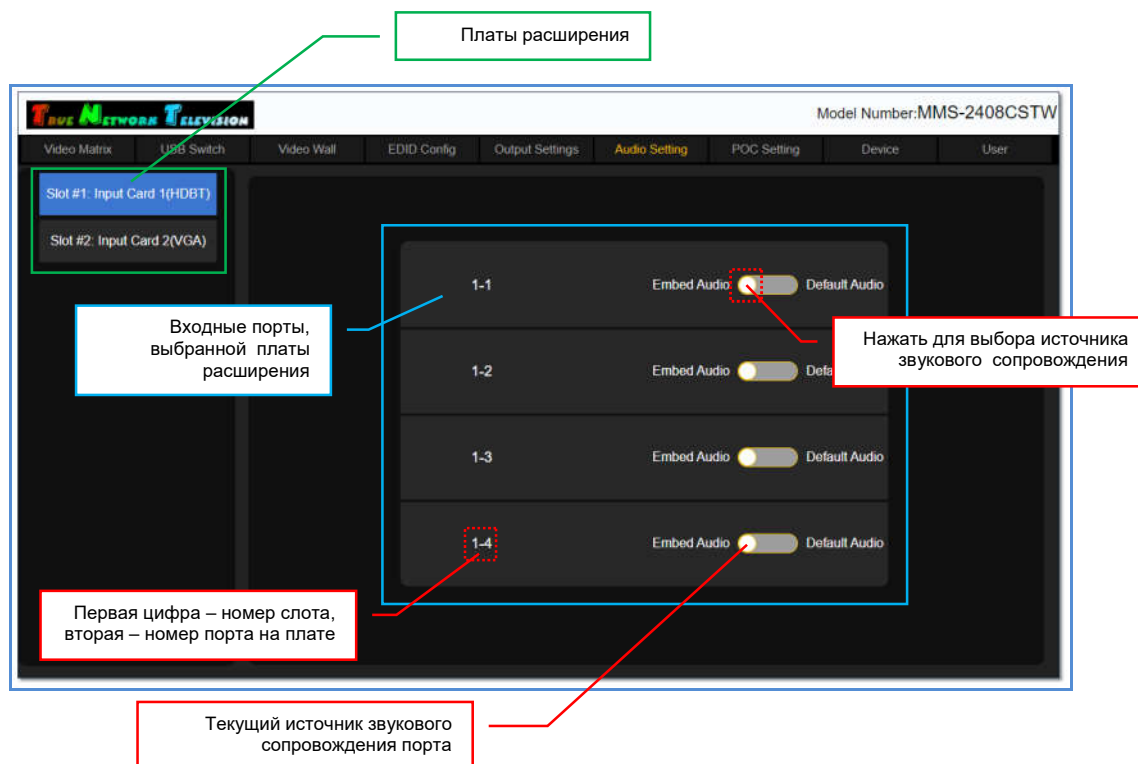 Платы расширения
TRUE NETWORK TELEVISION
Model Number:MMS-2408CSTW
Video Matrix USB Switch Video Wall EDID Config Output Settings Audio Setting POC Setting Device User
Slot #1: Input Card 1(HDBT)
Slot #2: Input Card 2(VGA)
1-1 Embed Audio Default Audio
Входные порты,
выбранной платы
расширения
Нажать для выбора источника
звукового сопровождения
1-2 Embed Audio Defa
1-3 Embed Audio Default Audio
1-4 Embed Audio Default Audio
Первая цифра – номер слота,
вторая – номер порта на плате
Текущий источник звукового
сопровождения порта